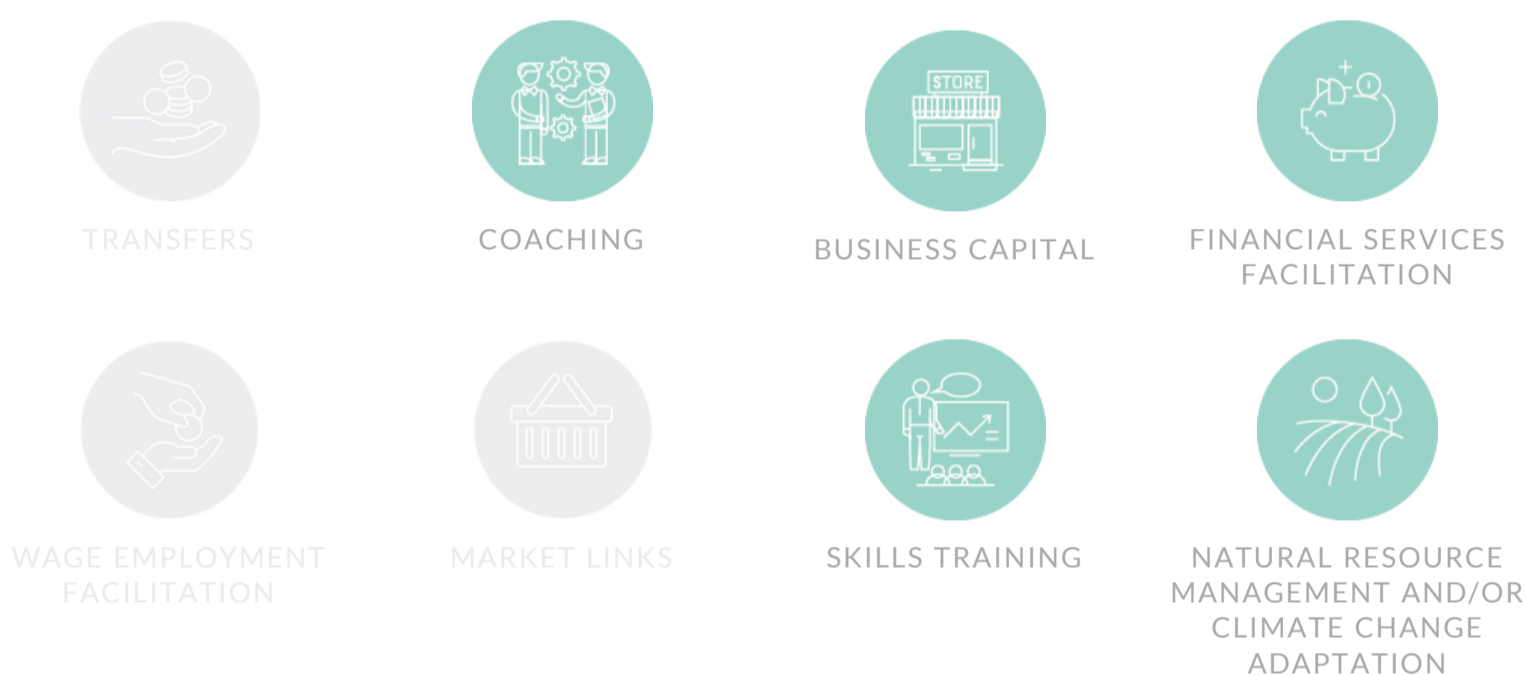 STORE
TRANSFERS
COACHING
BUSINESS CAPITAL
FINANCIAL SERVICES
FACILITATION
WAGE EMPLOYMENT
FACILITATION
MARKET LINKS
SKILLS TRAINING
NATURAL RESOURCE
MANAGEMENT AND/OR
CLIMATE CHANGE
ADAPTATION